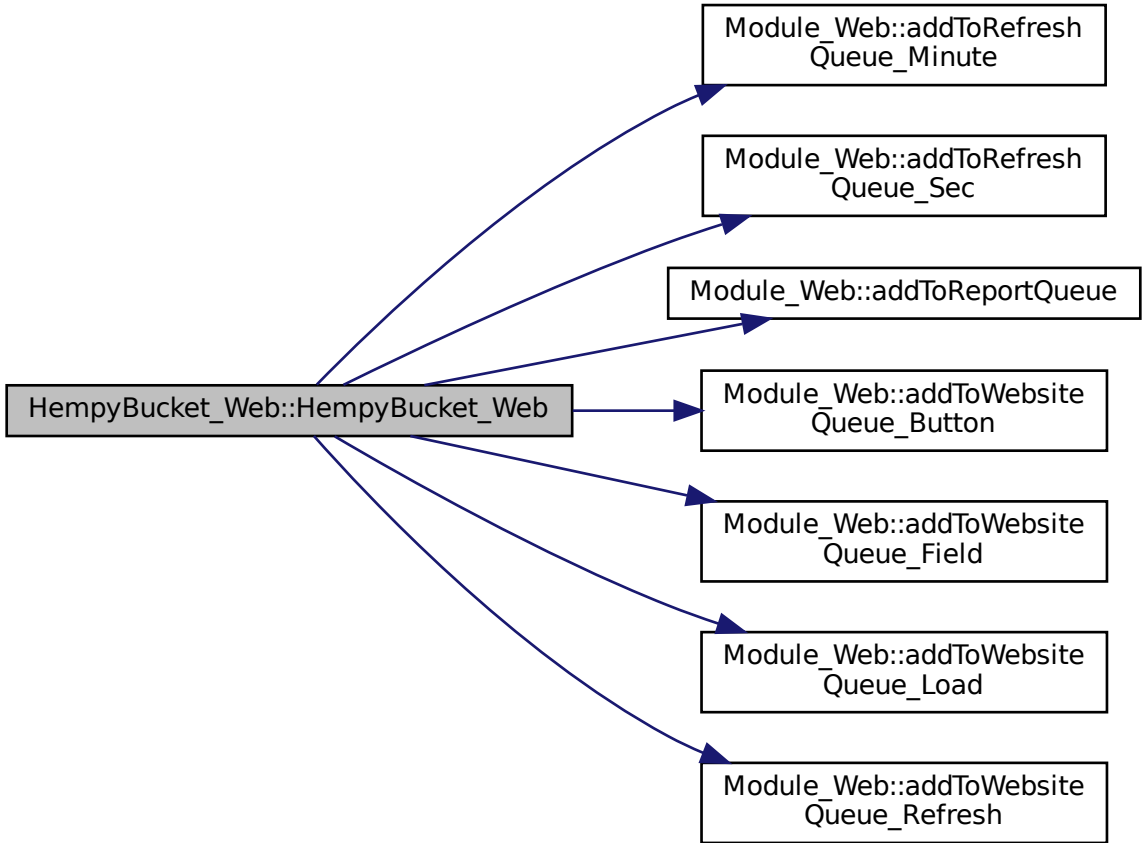 Module_Web::addToRefresh
Queue_Minute
Module_Web::addToRefresh
Queue_Sec
Module_Web::addToReportQueue
HempyBucket_Web::HempyBucket_Web
Module_Web::addToWebsite
Queue_Button
Module_Web::addToWebsite
Queue_Field
Module_Web::addToWebsite
Queue_Load
Module_Web::addToWebsite
Queue_Refresh